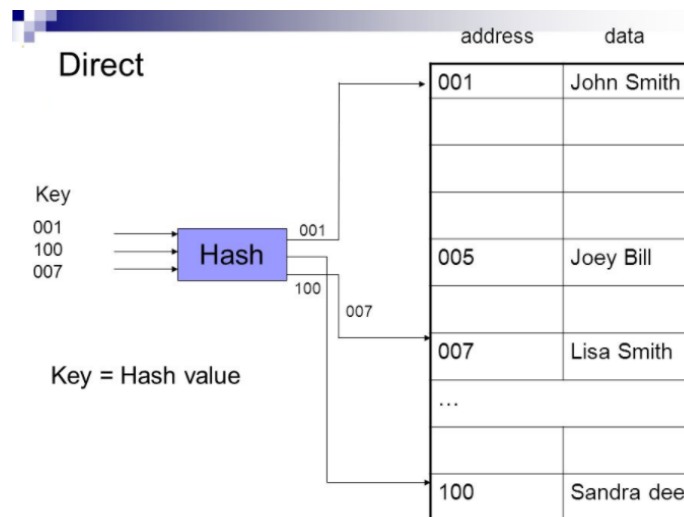 address data
Direct
001 John Smith
Key
001
100
007
Hash
001
100
007
005 Joey Bill
007 Lisa Smith
Key = Hash value
...
100 Sandra dee